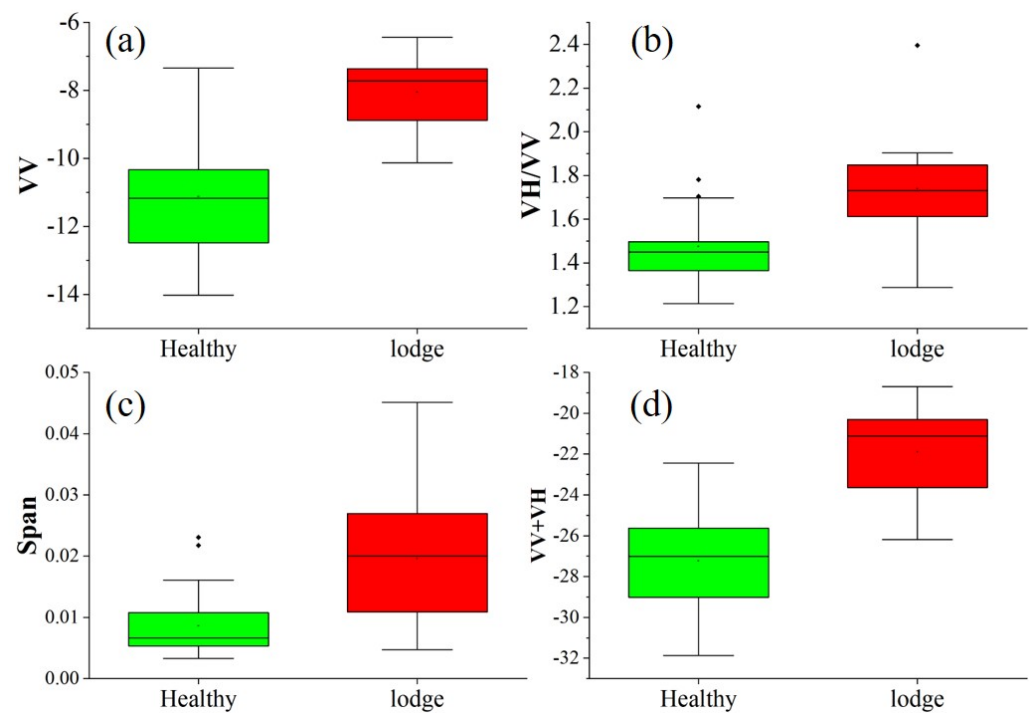 (a)
VV
-6
-8
-10
-12
-14
Healthy lodge
(b)
VH/VV
2.4
2.2
2.0
1.8
1.6
1.4
1.2
Healthy lodge
(c)
Span
0.05
0.04
0.03
0.02
0.01
0.00
Healthy lodge
(d)
VV+VH
-18
-20
-22
-24
-26
-28
-30
-32
Healthy lodge